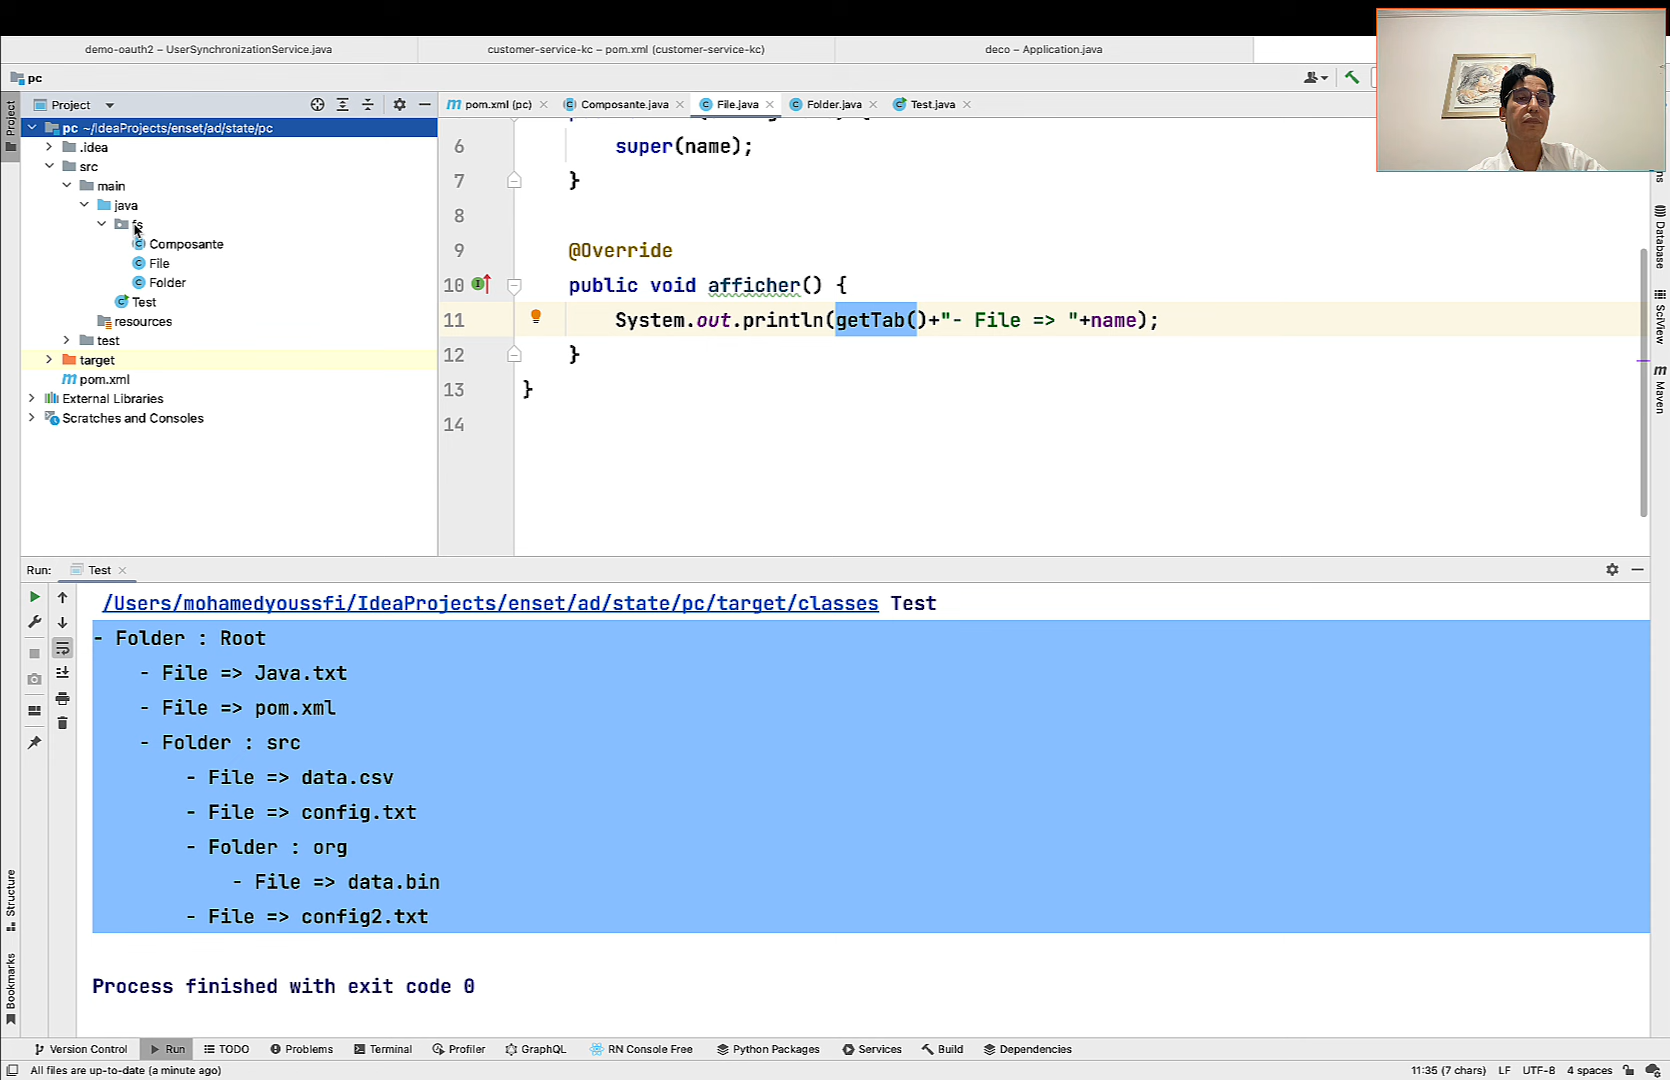 demo-oauth2 – UserSynchronizationService.java
customer-service-kc – pom.xml (customer-service-kc)
deco – Application.java
pc
Project
pom.xml (pc)
Composante.java
File.java
Folder.java
Test.java
Project
pc ~/IdeaProjects/enset/ad/state/pc
.idea
src
main
java
fs
Composante
File
Folder
Test
resources
test
target
pom.xml
External Libraries
Scratches and Consoles
6 super(name);
7 }
8
9 @Override
10 public void afficher() {
11 System.out.println(getTab()+"- File => "+name);
12 }
13 }
14
Database
SciView
Maven
Run: Test
/Users/mohamedyoussfi/IdeaProjects/enset/ad/state/pc/target/classes Test
- Folder : Root
- File => Java.txt
- File => pom.xml
- Folder : src
- File => data.csv
- File => config.txt
- Folder : org
- File => data.bin
- File => config2.txt
Process finished with exit code 0
Structure
Bookmarks
Version Control
Run
TODO
Problems
Terminal
Profiler
GraphQL
RN Console Free
Python Packages
Services
Build
Dependencies
All files are up-to-date (a minute ago)
11:35 (7 chars)
LF
UTF-8
4 spaces